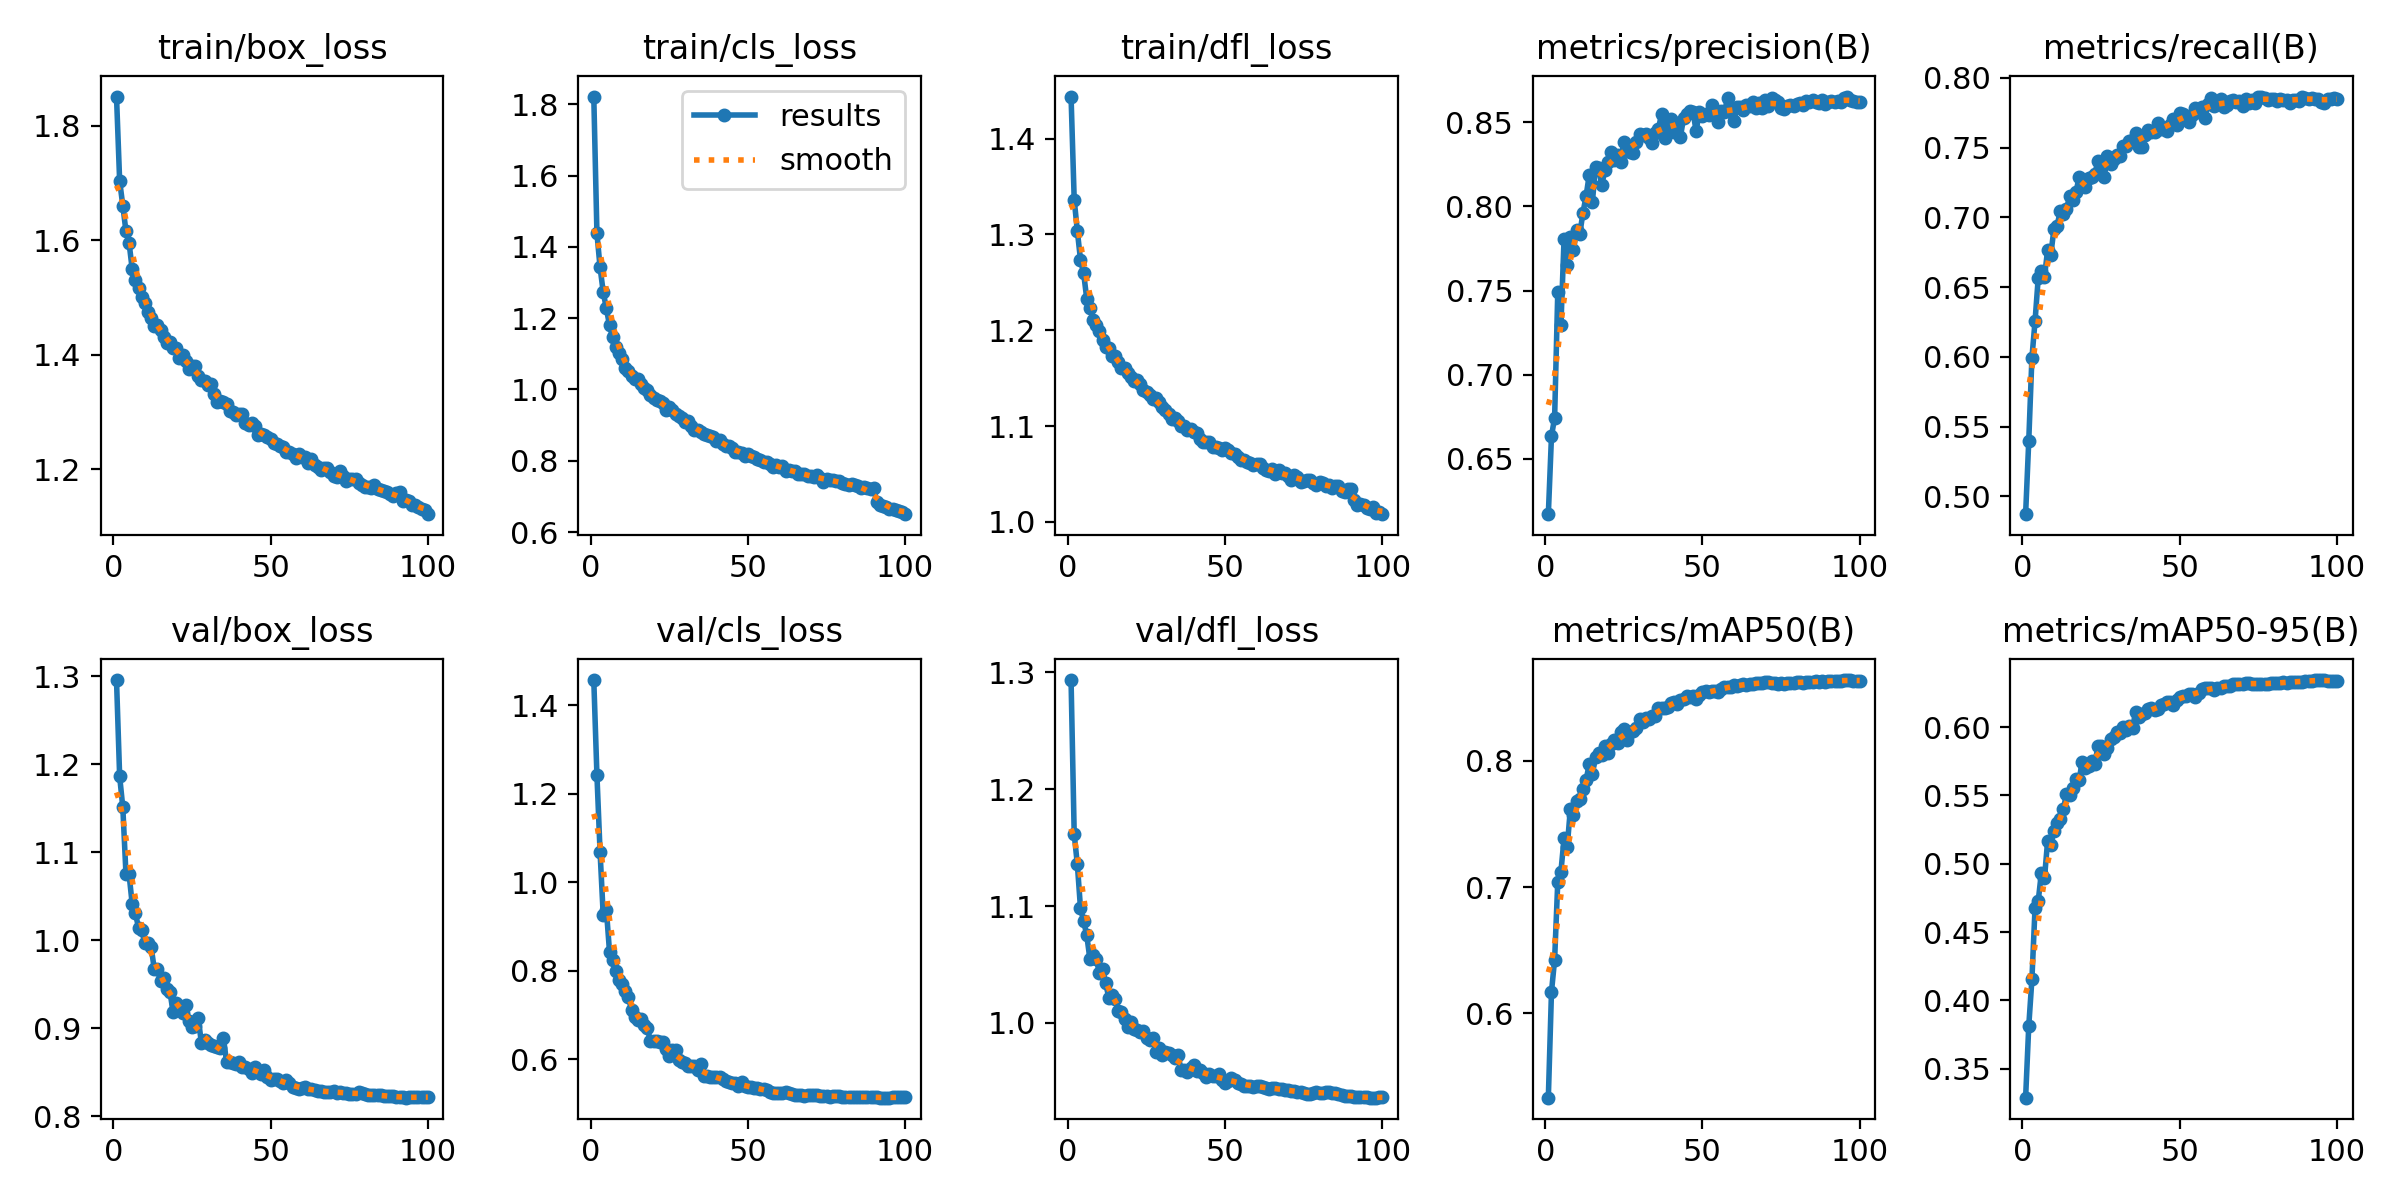 train/box_loss
1.8
1.6
1.4
1.2
0 50 100
train/cls_loss
results
smooth
1.8
1.6
1.4
1.2
1.0
0.8
0.6
0 50 100
train/dfl_loss
1.4
1.3
1.2
1.1
1.0
0 50 100
metrics/precision(B)
0.85
0.80
0.75
0.70
0.65
0 50 100
metrics/recall(B)
0.80
0.75
0.70
0.65
0.60
0.55
0.50
0 50 100
val/box_loss
1.3
1.2
1.1
1.0
0.9
0.8
0 50 100
val/cls_loss
1.4
1.2
1.0
0.8
0.6
0 50 100
val/dfl_loss
1.3
1.2
1.1
1.0
0 50 100
metrics/mAP50(B)
0.8
0.7
0.6
0 50 100
metrics/mAP50-95(B)
0.60
0.55
0.50
0.45
0.40
0.35
0 50 100